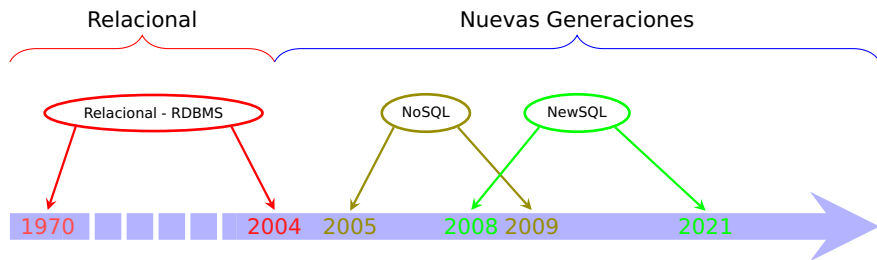 Relacional
Nuevas Generaciones
Relacional - RDBMS
NoSQL
NewSQL
1970
2004
2005
2008
2009
2021